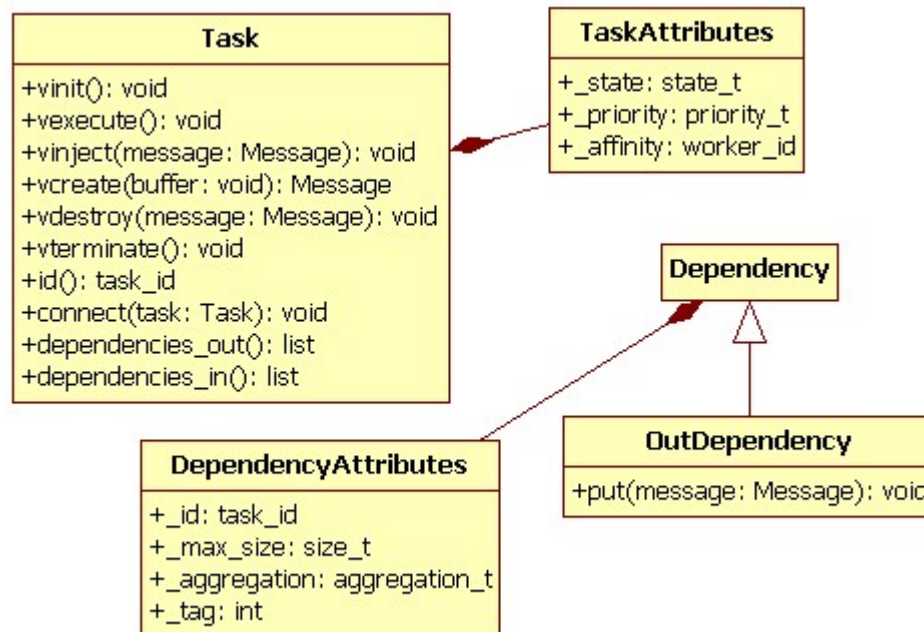 Task
+vinit(): void
+vexecute(): void
+vinject(message: Message): void
+vcreate(buffer: void): Message
+vdestroy(message: Message): void
+vterminate(): void
+id(): task_id
+connect(task: Task): void
+dependencies_out(): list
+dependencies_in(): list
TaskAttributes
+_state: state_t
+_priority: priority_t
+_affinity: worker_id
Dependency
DependencyAttributes
+_id: task_id
+_max_size: size_t
+_aggregation: aggregation_t
+_tag: int
OutDependency
+put(message: Message): void